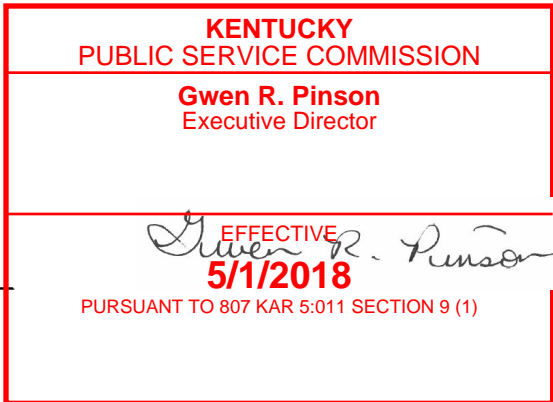 KENTUCKY
PUBLIC SERVICE COMMISSION
Gwen R. Pinson
Executive Director
Gwen R. Pinson
EFFECTIVE
5/1/2018
PURSUANT TO 807 KAR 5:011 SECTION 9 (1)